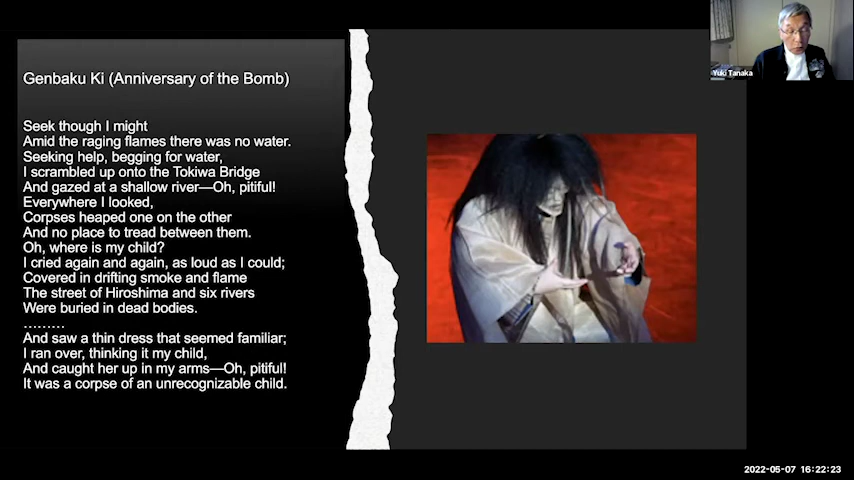 Genbaku Ki (Anniversary of the Bomb)
Seek though I might
Amid the raging flames there was no water.
Seeking help, begging for water,
I scrambled up onto the Tokiwa Bridge
And gazed at a shallow river—Oh, pitiful!
Everywhere I looked,
Corpses heaped one on the other
And no place to tread between them.
Oh, where is my child?
I cried again and again, as loud as I could;
Covered in drifting smoke and flame
The street of Hiroshima and six rivers
Were buried in dead bodies.
………
And saw a thin dress that seemed familiar;
I ran over, thinking it my child,
And caught her up in my arms—Oh, pitiful!
It was a corpse of an unrecognizable child.
Yuki Tanaka
2022-05-07 16:22:23